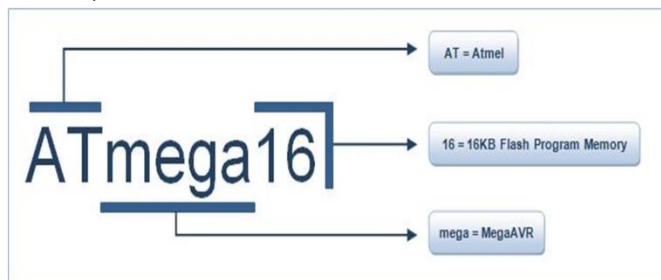 AT = Atmel
ATmega16
16 = 16KB Flash Program Memory
mega = MegaAVR